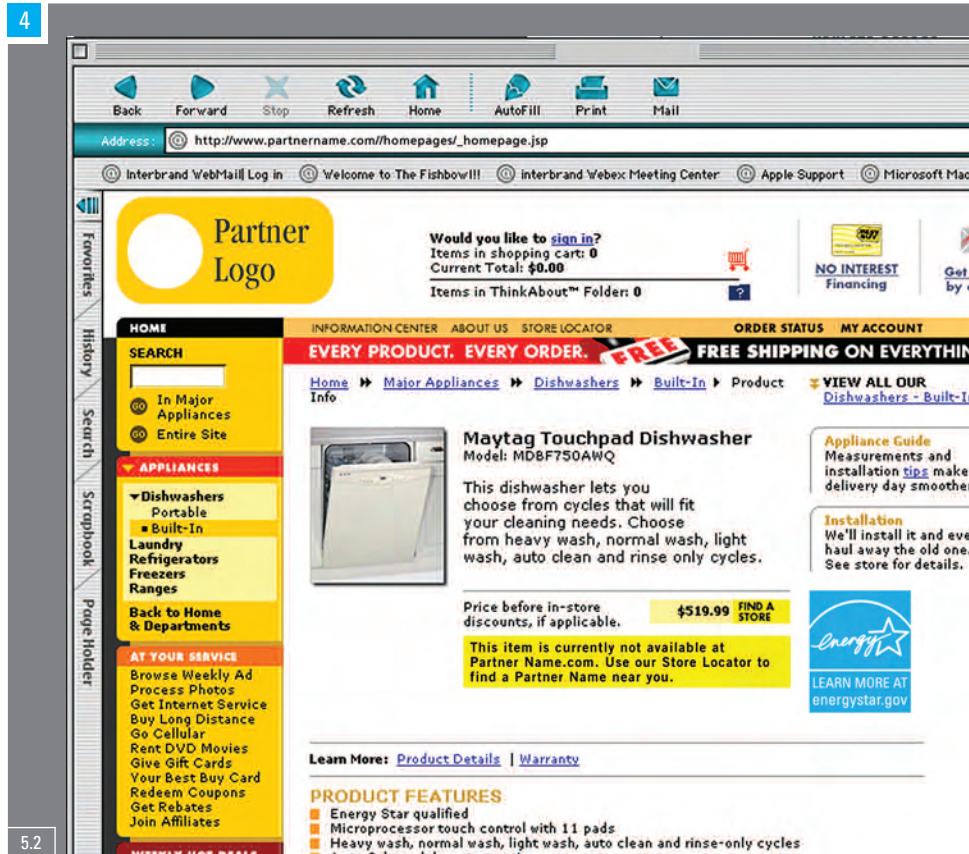 4
Back Forward Stop Refresh Home AutoFill Print Mail
Address: http://www.partnername.com//homepages/_homepage.jsp
Interbrand WebMail| Log in Welcome to The Fishbowl!! interbrand Webex Meeting Center Apple Support Microsoft Mac
Favorites
History
Search
Scrapbook
Page Holder
Partner
Logo
Would you like to sign in?
Items in shopping cart: 0
Current Total: $0.00
Items in ThinkAbout™ Folder: 0
?
NO INTEREST
Financing
Get
by
HOME
INFORMATION CENTER ABOUT US STORE LOCATOR
ORDER STATUS MY ACCOUNT
EVERY PRODUCT. EVERY ORDER. FREE FREE SHIPPING ON EVERYTHIN
SEARCH
GO In Major
Appliances
GO Entire Site
APPLIANCES
Dishwashers
Portable
Built-In
Laundry
Refrigerators
Freezers
Ranges
Back to Home
& Departments
AT YOUR SERVICE
Browse Weekly Ad
Process Photos
Get Internet Service
Buy Long Distance
Go Cellular
Rent DVD Movies
Give Gift Cards
Your Best Buy Card
Redeem Coupons
Get Rebates
Join Affiliates
WEEKLY HOT DEALS
Home Major Appliances Dishwashers Built-In Product
Info
VIEW ALL OUR
Dishwashers - Built-I
Maytag Touchpad Dishwasher
Model: MDBF750AWQ
This dishwasher lets you
choose from cycles that will fit
your cleaning needs. Choose
from heavy wash, normal wash, light
wash, auto clean and rinse only cycles.
Price before in-store
discounts, if applicable.
$519.99 FIND A
STORE
This item is currently not available at
Partner Name.com. Use our Store Locator to
find a Partner Name near you.
Appliance Guide
Measurements and
installation tips make
delivery day smoother
Installation
We'll install it and eve
haul away the old one.
See store for details.
energy
LEARN MORE AT
energystar.gov
Learn More: Product Details | Warranty
PRODUCT FEATURES
Energy Star qualified
Microprocessor touch control with 11 pads
Heavy wash, normal wash, light wash, auto clean and rinse-only cycles
5.2